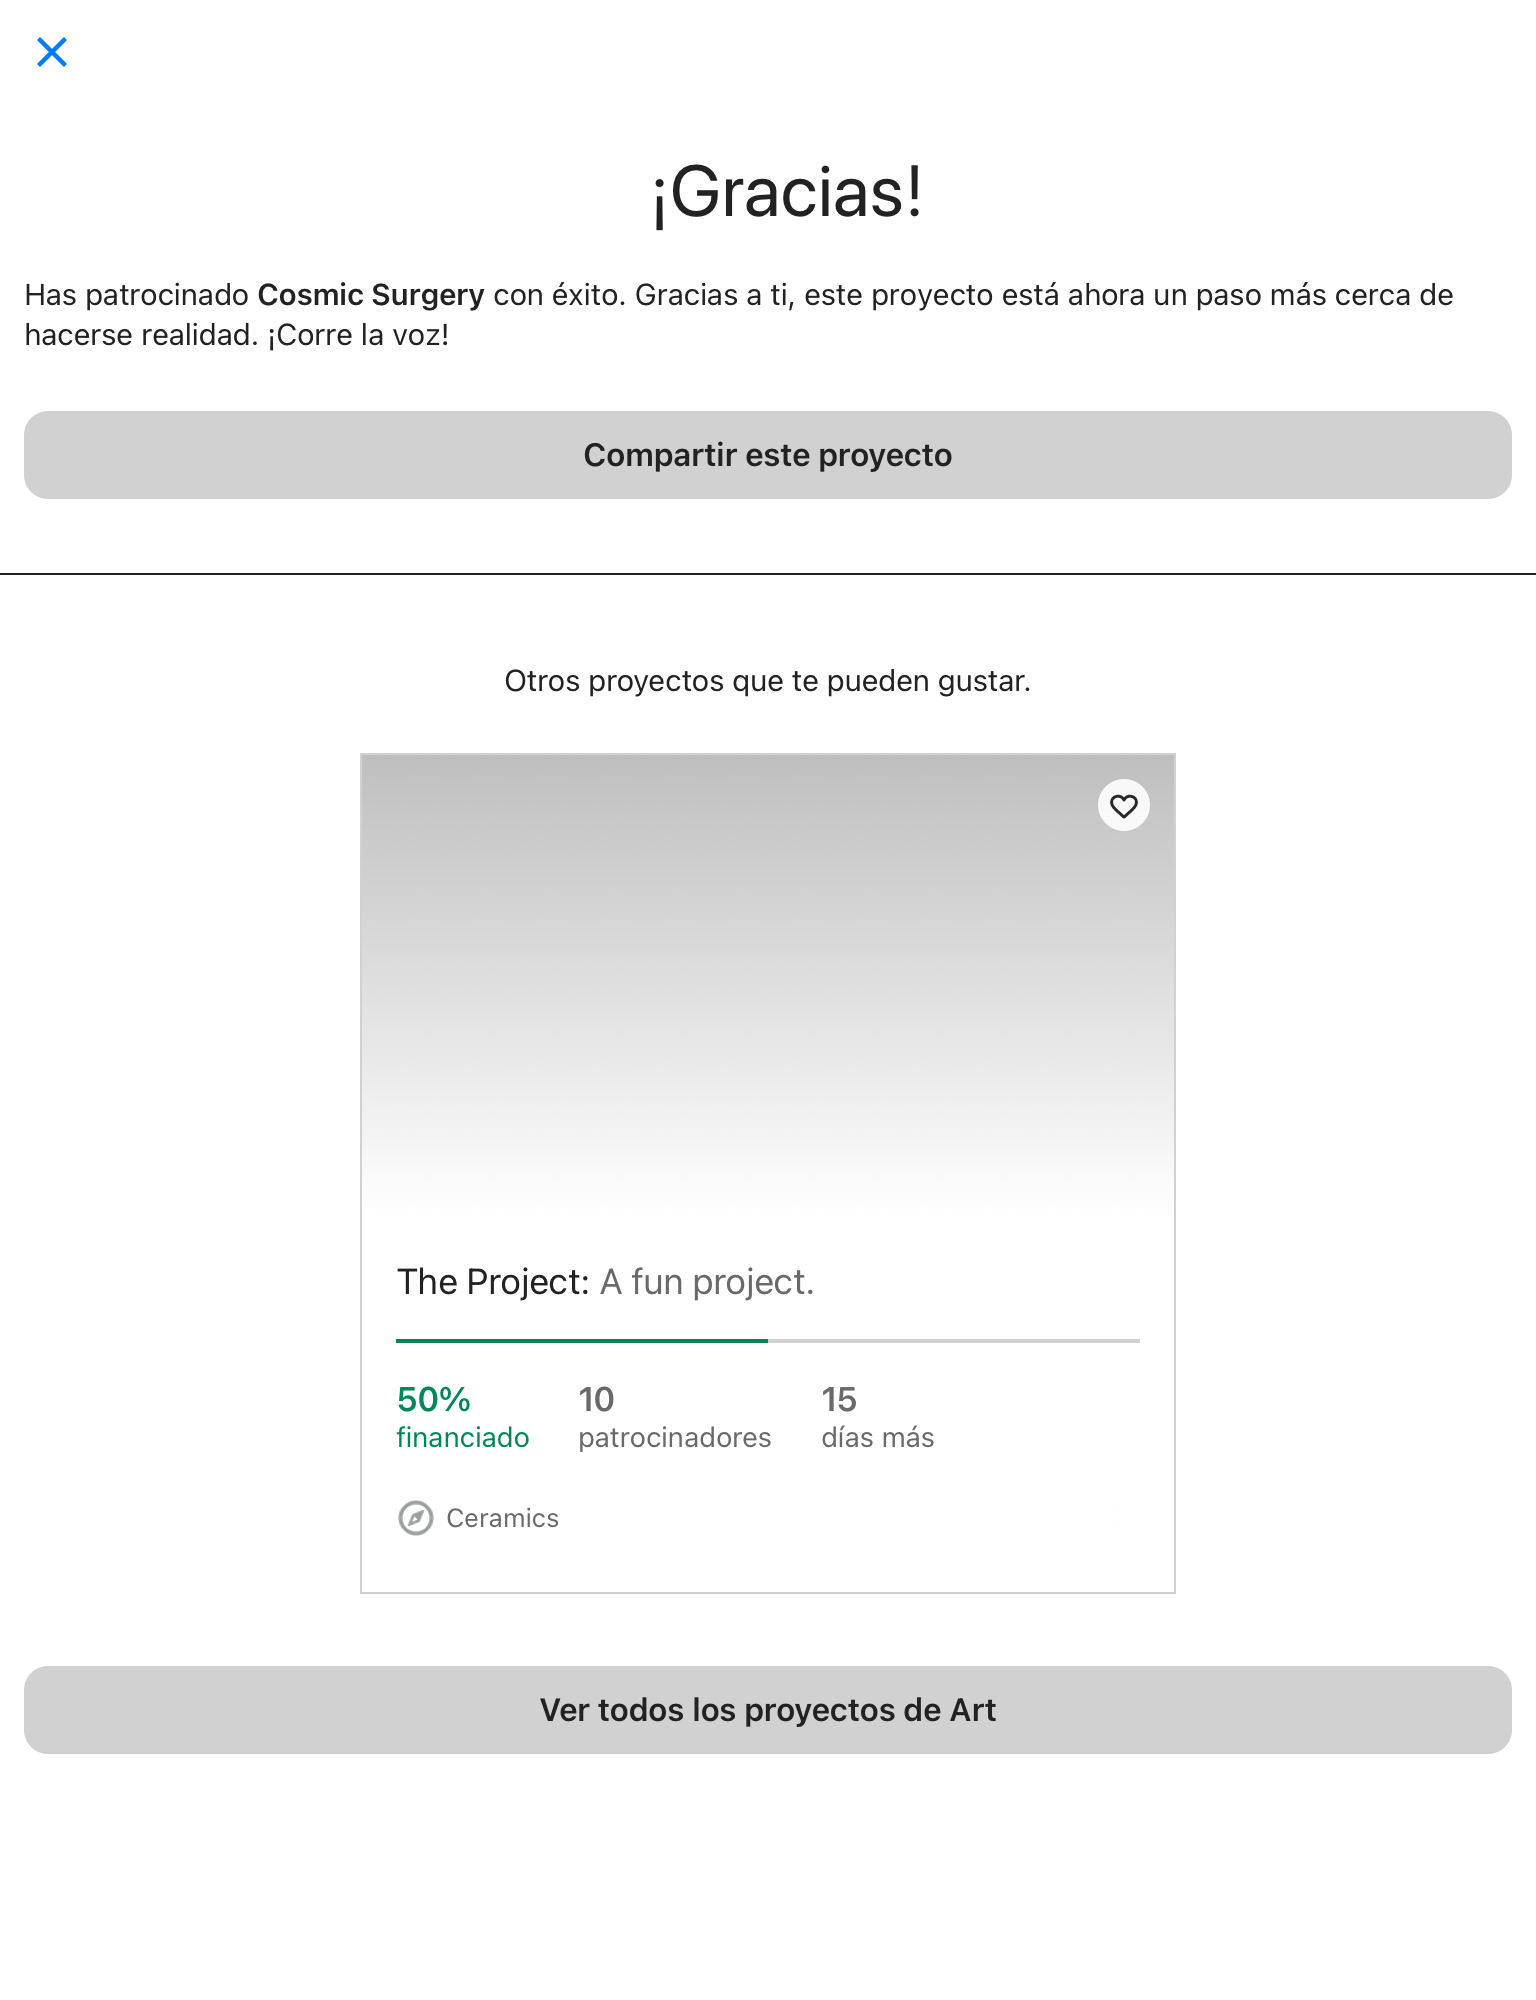 ¡Gracias!
Has patrocinado Cosmic Surgery con éxito. Gracias a ti, este proyecto está ahora un paso más cerca de
hacerse realidad. ¡Corre la voz!
Compartir este proyecto
Otros proyectos que te pueden gustar.
The Project: A fun project.
50% 10 15
financiado patrocinadores días más
Ceramics
Ver todos los proyectos de Art